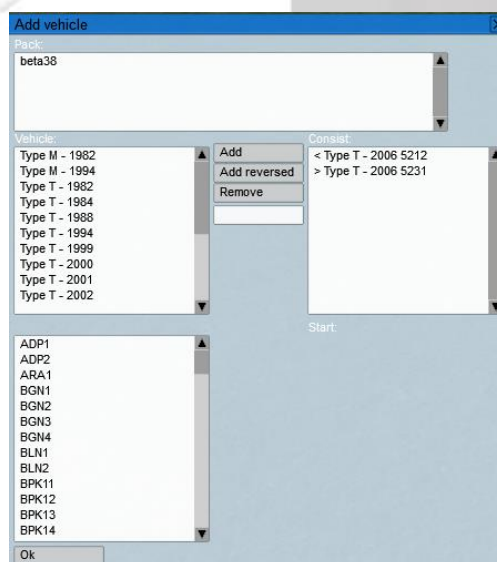 Add vehicle
Pack:
beta38
Vehicle:
Type M - 1982
Type M - 1994
Type T - 1982
Type T - 1984
Type T - 1988
Type T - 1994
Type T - 1999
Type T - 2000
Type T - 2001
Type T - 2002
Add
Add reversed
Remove
Consist:
< Type T - 2006 5212
> Type T - 2006 5231
Start:
ADP1
ADP2
ARA1
BGN1
BGN2
BGN3
BGN4
BLN1
BLN2
BPK11
BPK12
BPK13
BPK14
Ok